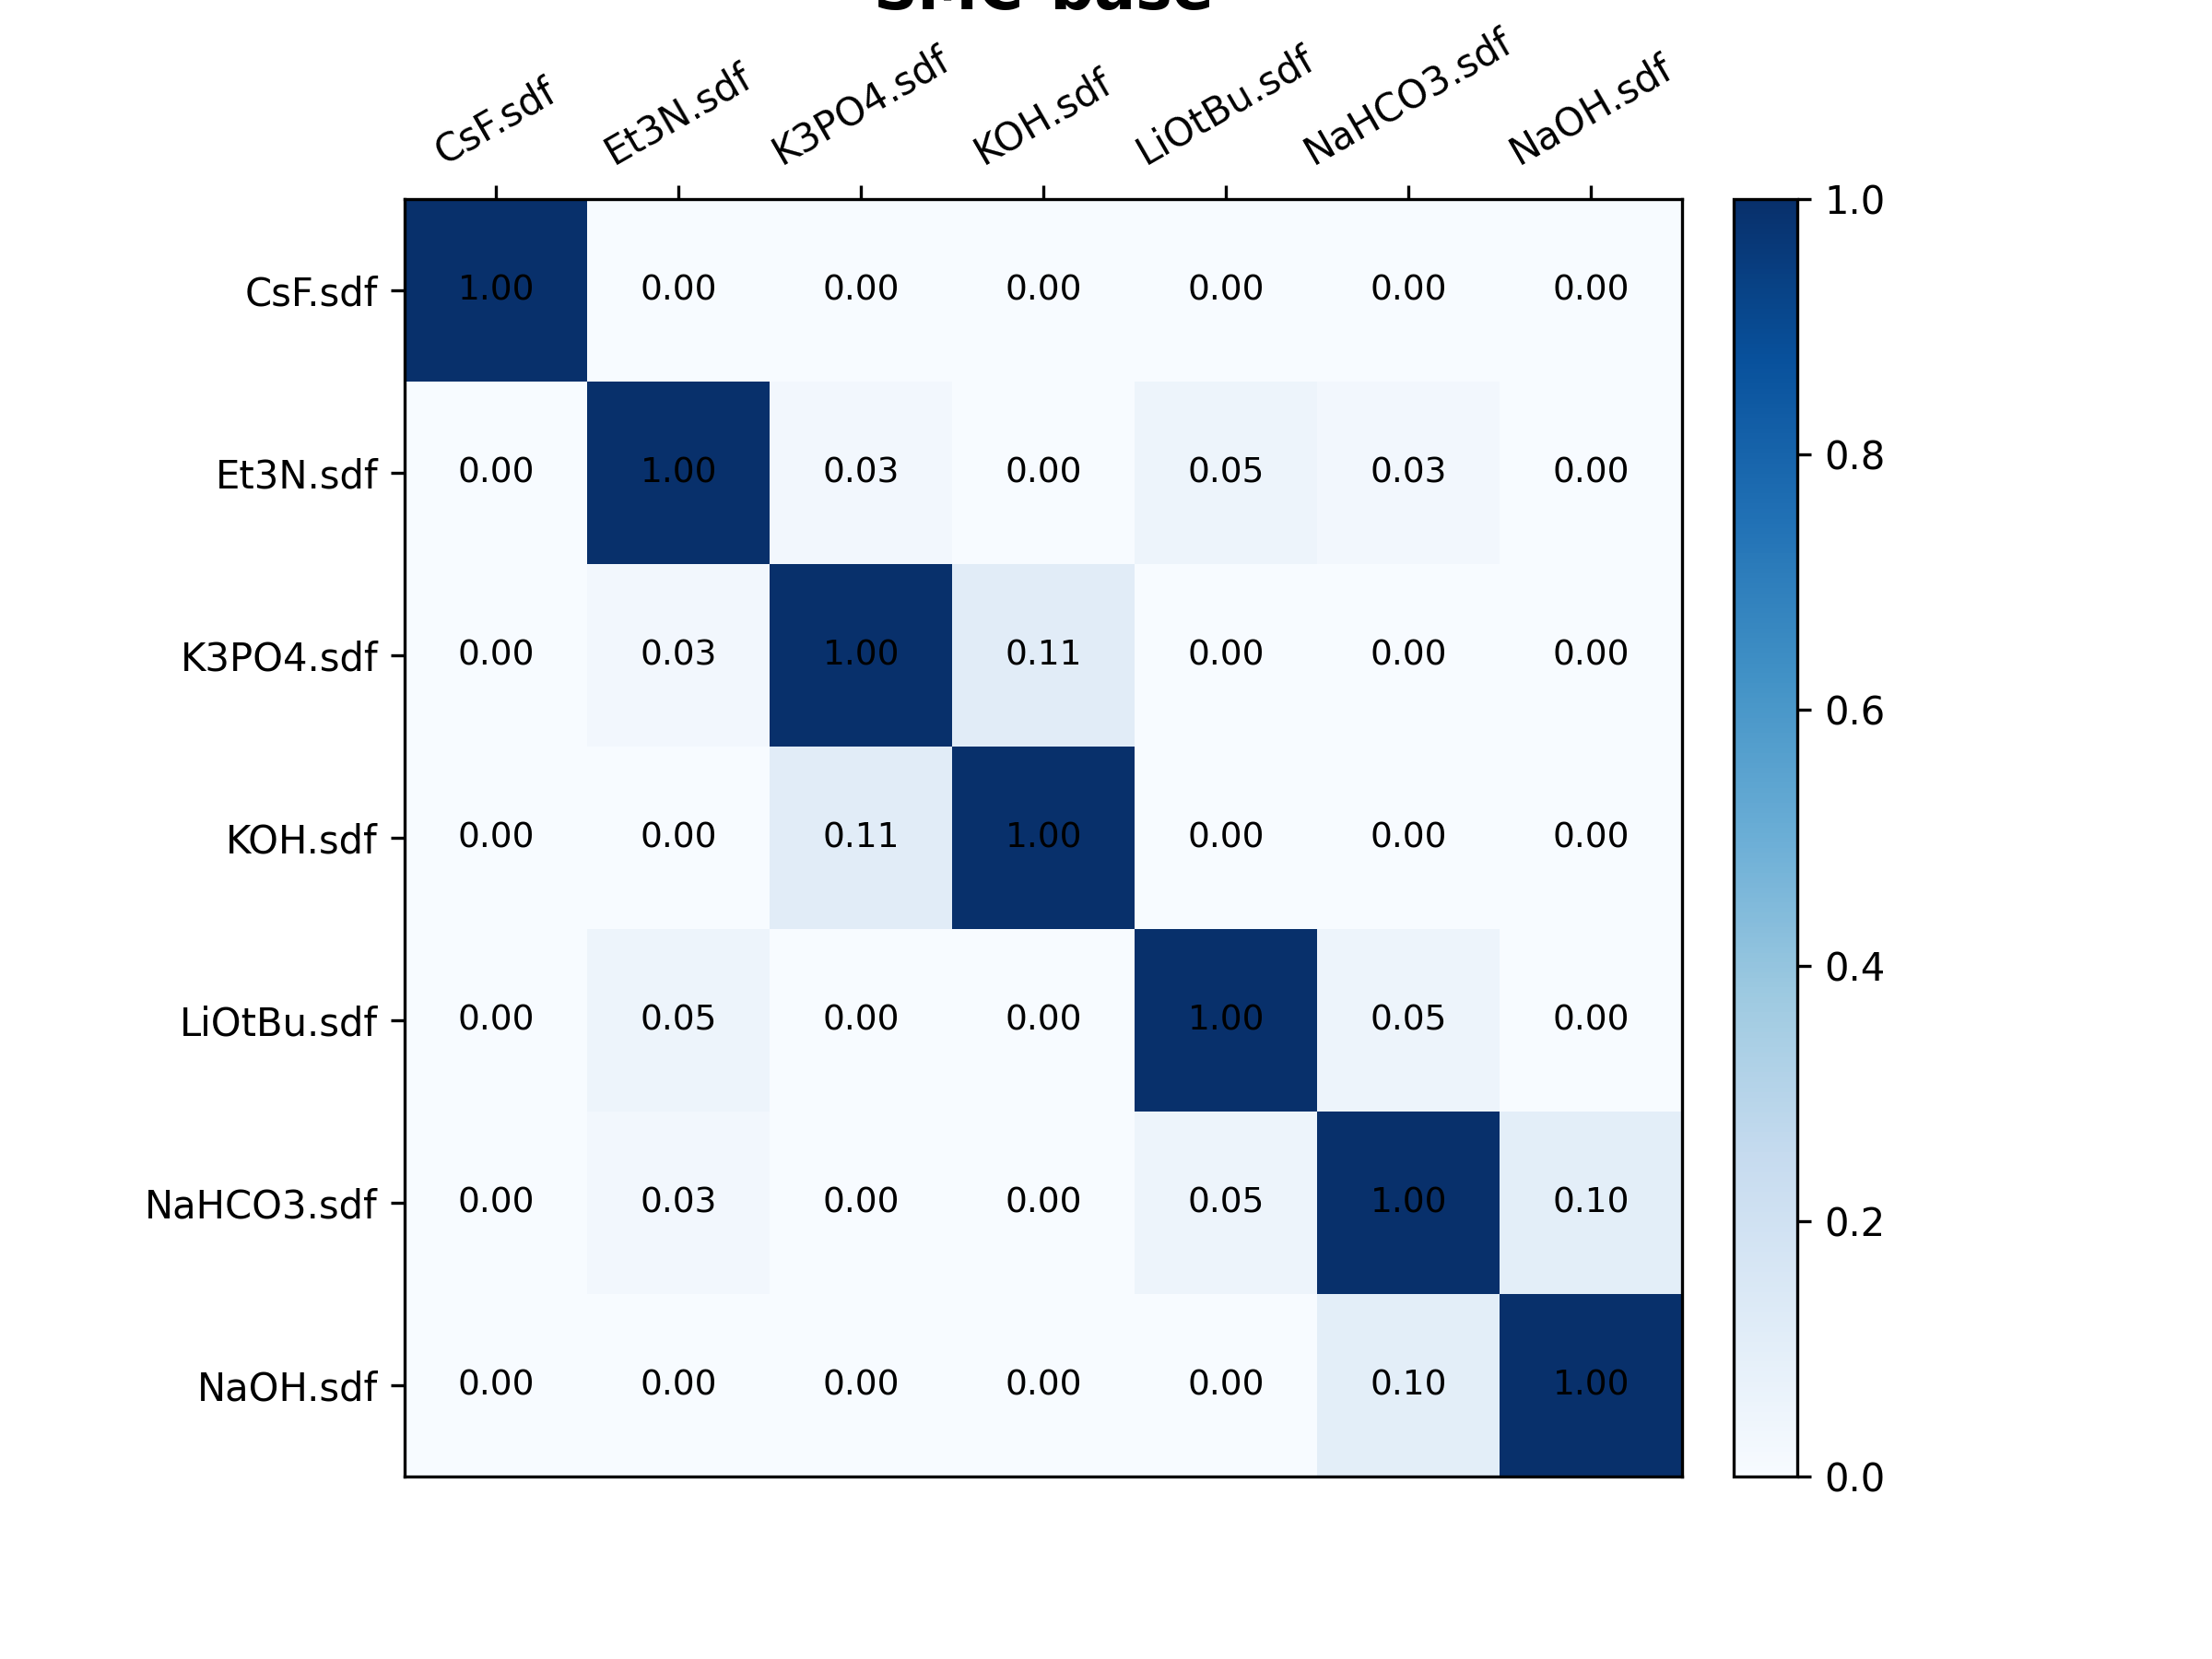 SMC base
CsF.sdf Et3N.sdf K3PO4.sdf KOH.sdf LiOtBu.sdf NaHCO3.sdf NaOH.sdf
CsF.sdf 1.00 0.00 0.00 0.00 0.00 0.00 0.00
Et3N.sdf 0.00 1.00 0.03 0.00 0.05 0.03 0.00
K3PO4.sdf 0.00 0.03 1.00 0.11 0.00 0.00 0.00
KOH.sdf 0.00 0.00 0.11 1.00 0.00 0.00 0.00
LiOtBu.sdf 0.00 0.05 0.00 0.00 1.00 0.05 0.00
NaHCO3.sdf 0.00 0.03 0.00 0.00 0.05 1.00 0.10
NaOH.sdf 0.00 0.00 0.00 0.00 0.00 0.10 1.00
1.0
0.8
0.6
0.4
0.2
0.0